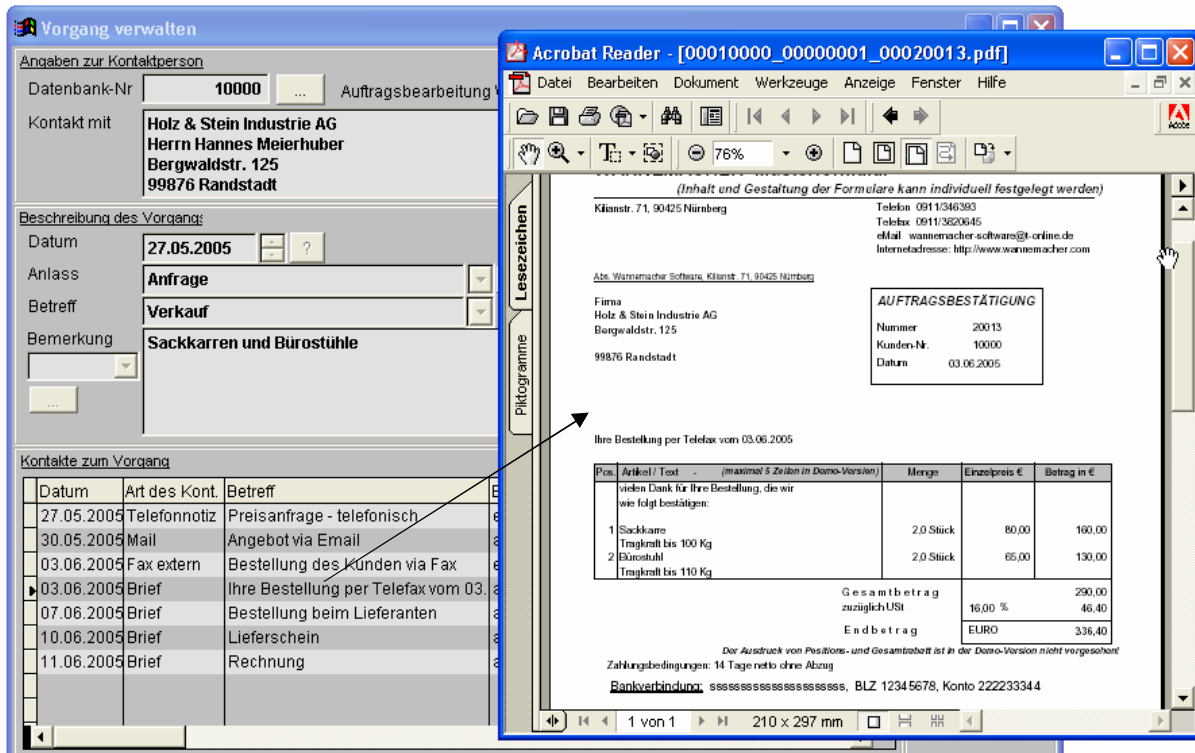 Vorgang verwalten
Angaben zur Kontaktperson
Datenbank-Nr 10000 ... Auftragsbearbeitung
Kontakt mit
Holz & Stein Industrie AG
Herrn Hannes Meierhuber
Bergwaldstr. 125
99876 Randstadt
Beschreibung des Vorgangs
Datum 27.05.2005 ?
Anlass Anfrage
Betreff Verkauf
Bemerkung Sackkarren und Bürostühle
...
Kontakte zum Vorgang
Datum Art des Kont. Betreff
27.05.2005 Telefonnotiz Preisanfrage - telefonisch
30.05.2005 Mail Angebot via Email
03.06.2005 Fax extern Bestellung des Kunden via Fax
03.06.2005 Brief Ihre Bestellung per Telefax vom 03.
07.06.2005 Brief Bestellung beim Lieferanten
10.06.2005 Brief Lieferschein
11.06.2005 Brief Rechnung
Acrobat Reader - [00010000_00000001_00020013.pdf]
Datei Bearbeiten Dokument Werkzeuge Anzeige Fenster Hilfe
Adobe
76%
Lesezeichen
Piktogramme
(Inhalt und Gestaltung der Formulare kann individuell festgelegt werden)
Kilianstr. 71, 90425 Nürnberg
Telefon 0911/346393
Telefax 0911/3820645
eMail wannemacher-software@t-online.de
Internetadresse: http://www.wannemacher.com
Abs. Wannemacher Software, Kilianstr. 71, 90425 Nürnberg
Firma
Holz & Stein Industrie AG
Bergwaldstr. 125
99876 Randstadt
AUFTRAGSBESTÄTIGUNG
Nummer 20013
Kunden-Nr. 10000
Datum 03.06.2005
Ihre Bestellung per Telefax vom 03.06.2005
Pos. Artikel / Text - (maximal 5 Zeilen in Demo-Version) Menge Einzelpreis € Betrag in €
vielen Dank für Ihre Bestellung, die wir
wie folgt bestätigen:
1 Sackkarre 2,0 Stück 80,00 160,00
Tragkraft bis 100 Kg
2 Bürostuhl 2,0 Stück 65,00 130,00
Tragkraft bis 110 Kg
Gesamtbetrag 290,00
zuzüglich USt 16,00 % 46,40
Endbetrag EURO 336,40
Der Ausdruck von Positions- und Gesamtrabatt ist in der Demo-Version nicht vorgesehen!
Zahlungsbedingungen: 14 Tage netto ohne Abzug
Bankverbindung: sssssssssssssssssssssss, BLZ 12345678, Konto 222233344
1 von 1 210 x 297 mm